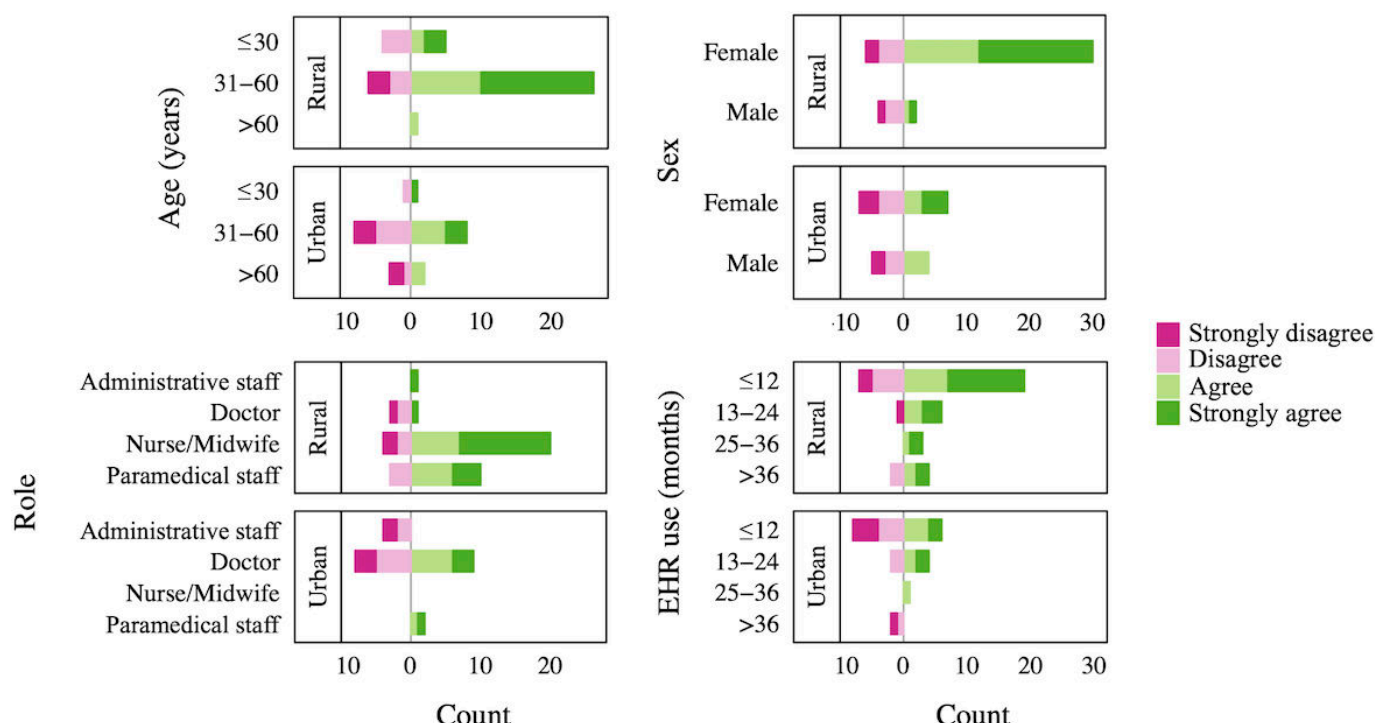 Age (years)
Rural
≤30
31–60
>60
Urban
≤30
31–60
>60
10 0 10 20
Sex
Rural
Female
Male
Urban
Female
Male
-10 0 10 20 30
Role
Rural
Administrative staff
Doctor
Nurse/Midwife
Paramedical staff
Urban
Administrative staff
Doctor
Nurse/Midwife
Paramedical staff
10 0 10 20
Count
EHR use (months)
Rural
≤12
13–24
25–36
>36
Urban
≤12
13–24
25–36
>36
10 0 10 20 30
Count
Strongly disagree
Disagree
Agree
Strongly agree